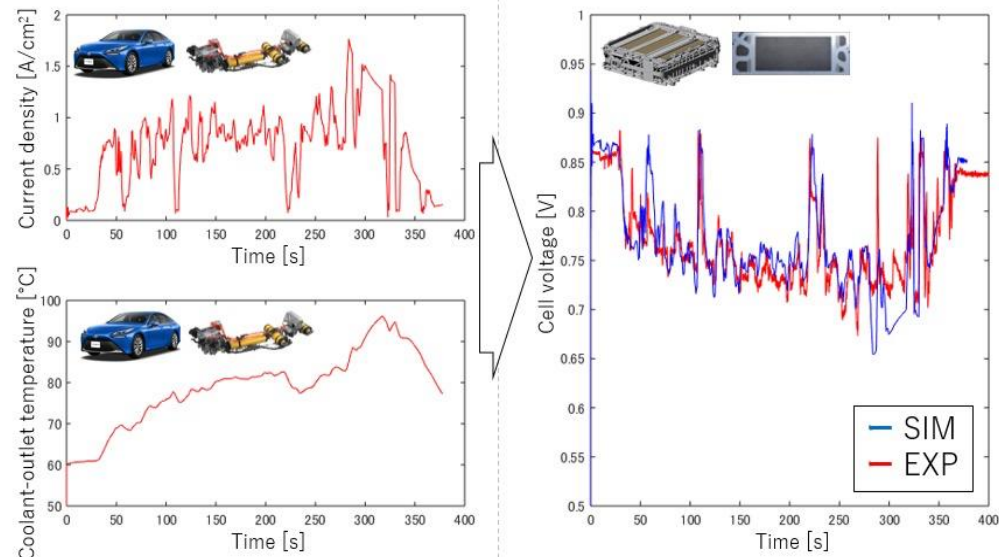 Current density [A/cm²]
2
1.5
1
0.5
0
0 50 100 150 200 250 300 350 400
Time [s]
Coolant-outlet temperature [°C]
100
90
80
70
60
50
0 50 100 150 200 250 300 350 400
Time [s]
Cell voltage [V]
1
0.95
0.9
0.85
0.8
0.75
0.7
0.65
0.6
0.55
0.5
0 50 100 150 200 250 300 350 400
Time [s]
SIM
EXP